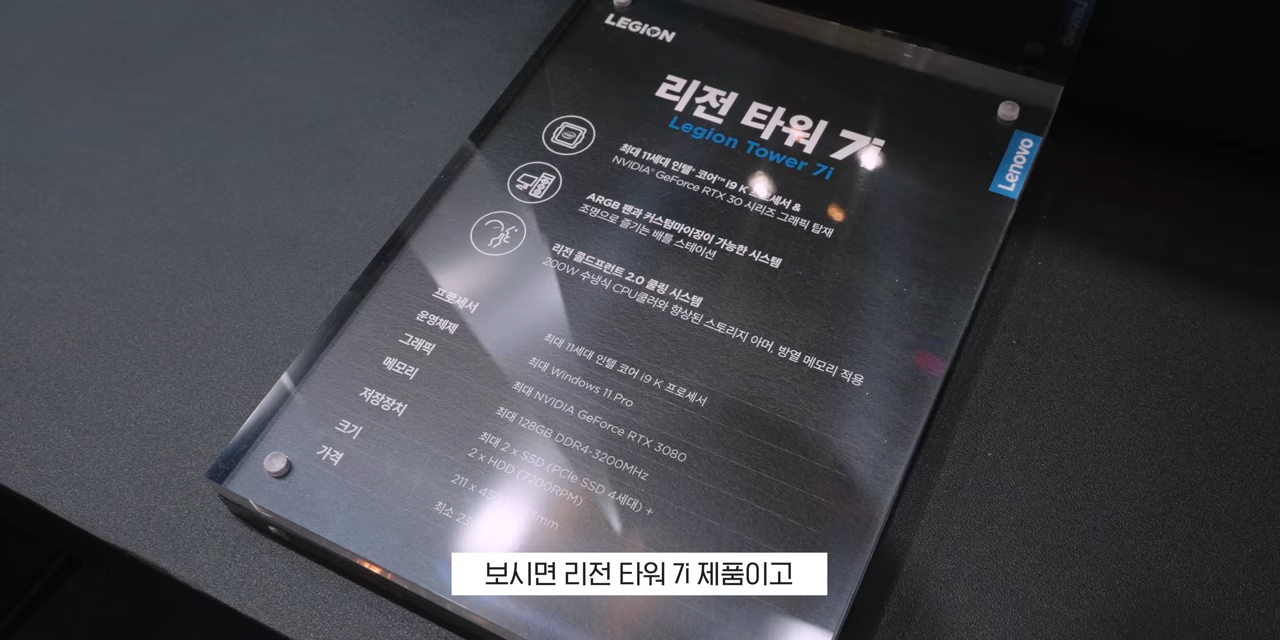 LEGION
리전 타워 7i
Legion Tower 7i
Lenovo
최대 11세대 인텔® 코어™ i9 K 프로세서 &
NVIDIA® GeForce RTX 30 시리즈 그래픽 탑재
ARGB 팬과 커스텀마이징이 가능한 시스템
조명으로 즐기는 배틀 스테이션
리전 콜드프런트 2.0 쿨링 시스템
200W 수냉식 CPU쿨러와 향상된 스토리지 아머, 방열 메모리 적용
프로세서
최대 11세대 인텔 코어 i9 K 프로세서
운영체제
최대 Windows 11 Pro
그래픽
최대 NVIDIA GeForce RTX 3080
메모리
최대 128GB DDR4-3200MHz
저장장치
최대 2 x SSD (PCIe SSD 4세대) +
2 x HDD (7200RPM)
크기
211 x
가격
최소
보시면 리전 타워 7i 제품이고